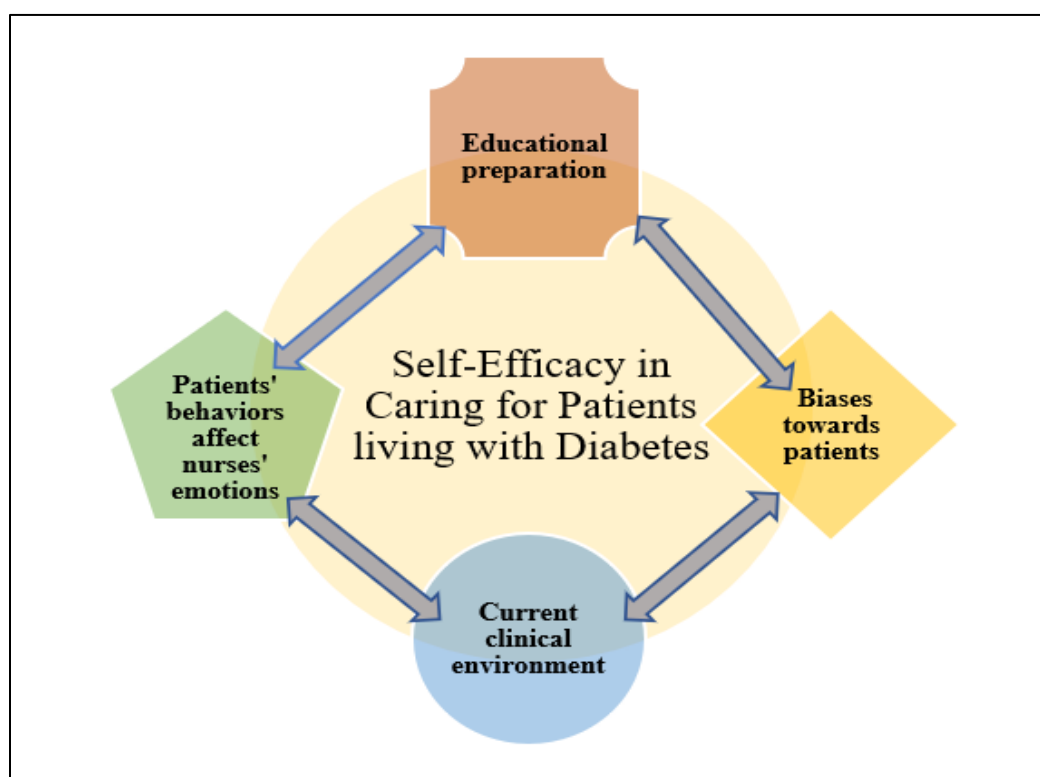 Educational
preparation
Self-Efficacy in
Caring for Patients
living with Diabetes
Patients'
behaviors
affect
nurses'
emotions
Biases
towards
patients
Current
clinical
environment